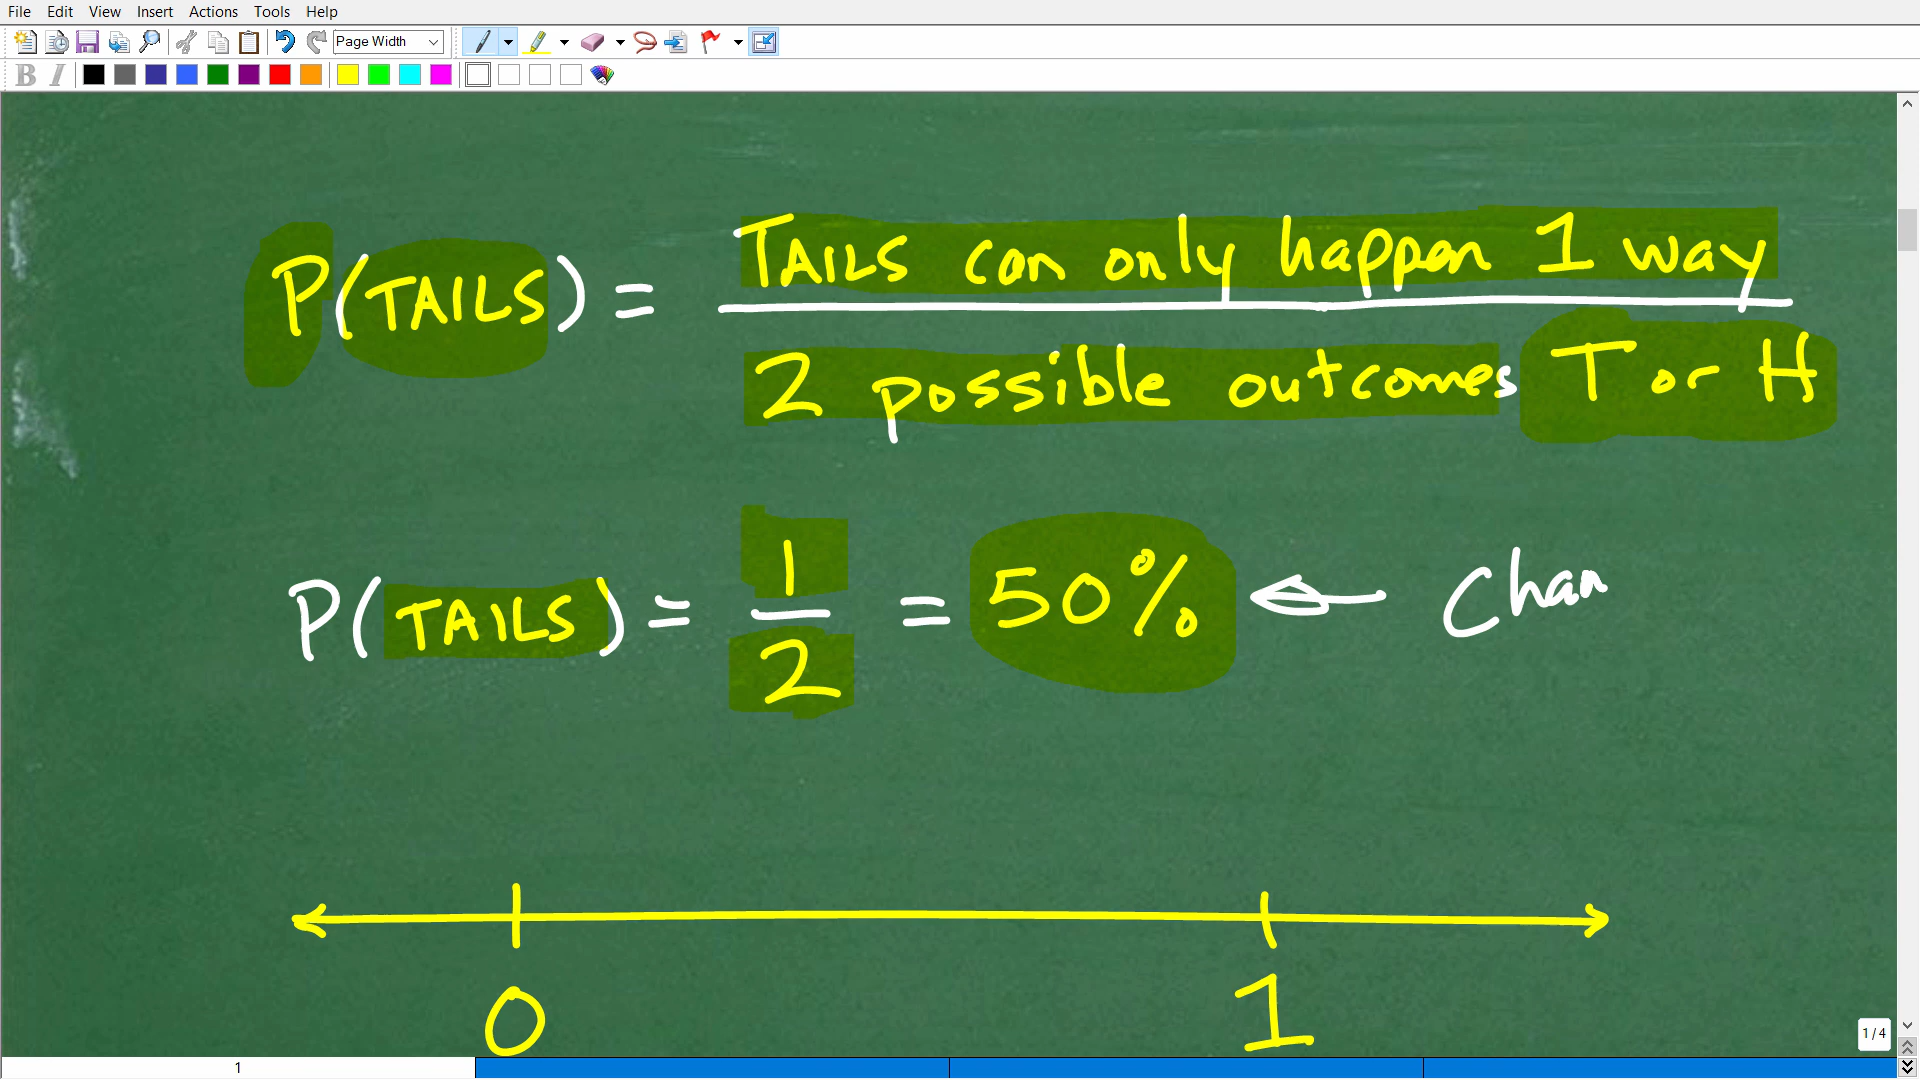 File Edit View Insert Actions Tools Help
Page Width
B I
P(TAILS) = TAILS can only happen 1 way
2 possible outcomes T or H
P(TAILS) = 1/2 = 50% ← Chan
0 1
1 / 4
1